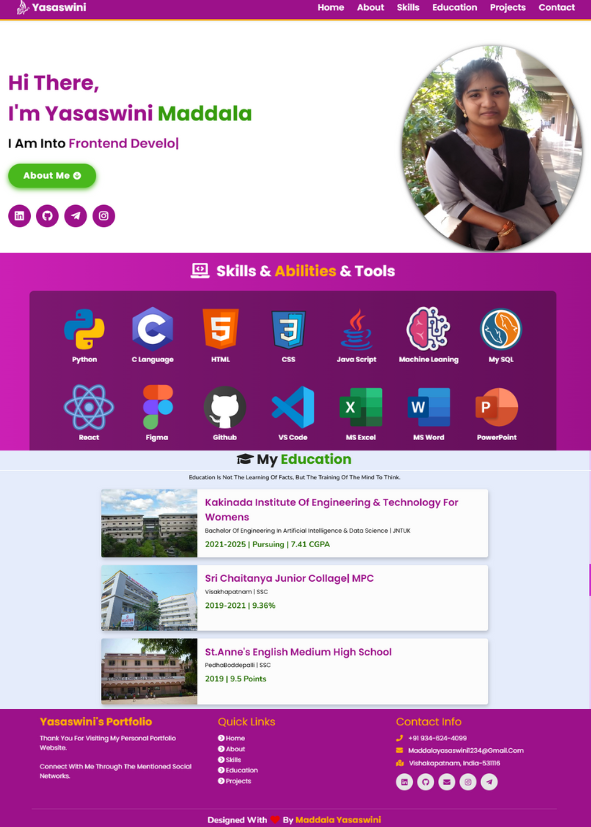 Yasaswini
Home About Skills Education Projects Contact
Hi There,
I'm Yasaswini Maddala
I Am Into Frontend Develo|
About Me
Skills & Abilities & Tools
Python C Language HTML CSS Java Script Machine Leaning My SQL
React Figma Github VS Code MS Excel MS Word PowerPoint
My Education
Education Is Not The Learning Of Facts, But The Training Of The Mind To Think.
Kakinada Institute Of Engineering & Technology For
Womens
Bachelor Of Engineering In Artificial Intelligence & Data Science | JNTUK
2021-2025 | Pursuing | 7.41 CGPA
Sri Chaitanya Junior Collage| MPC
Visakhapatnam | SSC
2019-2021 | 9.36%
St.Anne's English Medium High School
PedhaBoddepalli | SSC
2019 | 9.5 Points
Yasaswini's Portfolio
Thank You For Visiting My Personal Portfolio
Website.
Connect With Me Through The Mentioned Social
Networks.
Quick Links
Home
About
Skills
Education
Projects
Contact Info
+91 934-624-4099
Maddalayasaswini1234@Gmail.Com
Vishakapatnam, India-531116
Designed With By Maddala Yasaswini